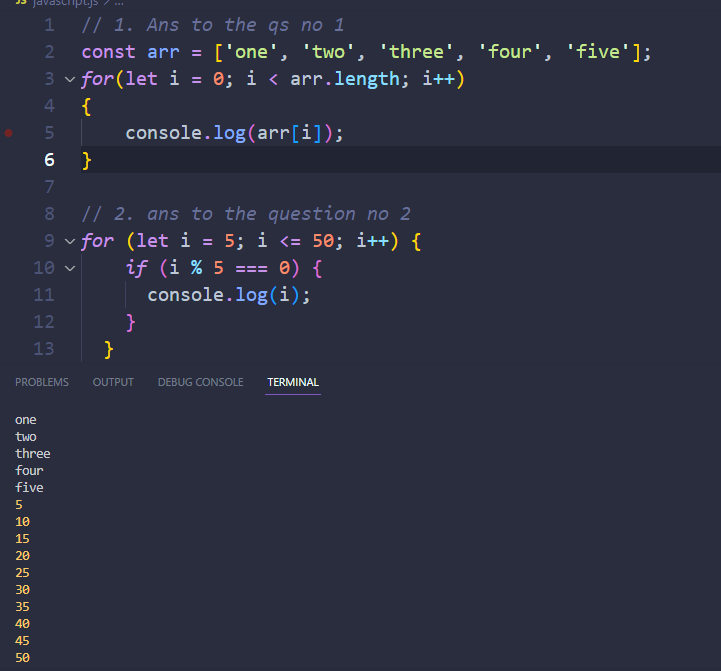 JS javascript.js > ...
1 // 1. Ans to the qs no 1
2 const arr = ['one', 'two', 'three', 'four', 'five'];
3 for(let i = 0; i < arr.length; i++)
4 {
5 console.log(arr[i]);
6 }
7
8 // 2. ans to the question no 2
9 for (let i = 5; i <= 50; i++) {
10 if (i % 5 === 0) {
11 console.log(i);
12 }
13 }
PROBLEMS OUTPUT DEBUG CONSOLE TERMINAL
one
two
three
four
five
5
10
15
20
25
30
35
40
45
50